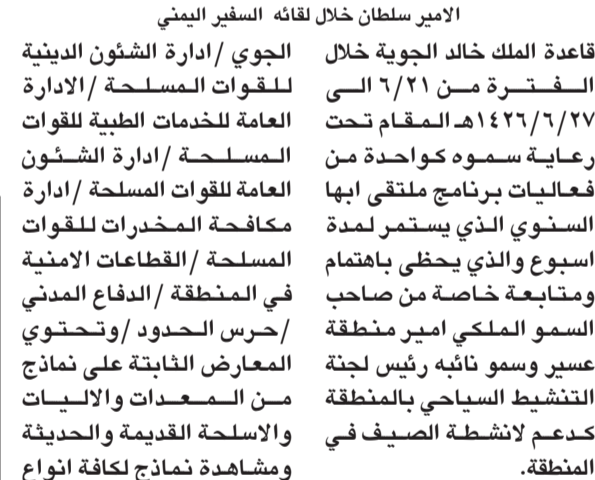 الامير سلطان خلال لقائه السفير اليمني
قاعدة الملك خالد الجوية خلال
الفترة من ٦/٢١ الى
١٤٢٦/٦/٢٧هـ المقام تحت
رعاية سموه كواحدة من
فعاليات برنامج ملتقى ابها
السنوي الذي يستمر لمدة
اسبوع والذي يحظى باهتمام
ومتابعة خاصة من صاحب
السمو الملكي امير منطقة
عسير وسمو نائبه رئيس لجنة
التنشيط السياحي بالمنطقة
كدعم لانشطة الصيف في
المنطقة.
الجوي /ادارة الشئون الدينية
للقوات المسلحة /الادارة
العامة للخدمات الطبية للقوات
المسلحة /ادارة الشئون
العامة للقوات المسلحة /ادارة
مكافحة المخدرات للقوات
المسلحة /القطاعات الامنية
في المنطقة /الدفاع المدني
/حرس الحدود /وتحتوي
المعارض الثابتة على نماذج
من المعدات والاليات
والاسلحة القديمة والحديثة
ومشاهدة نماذج لكافة انواع